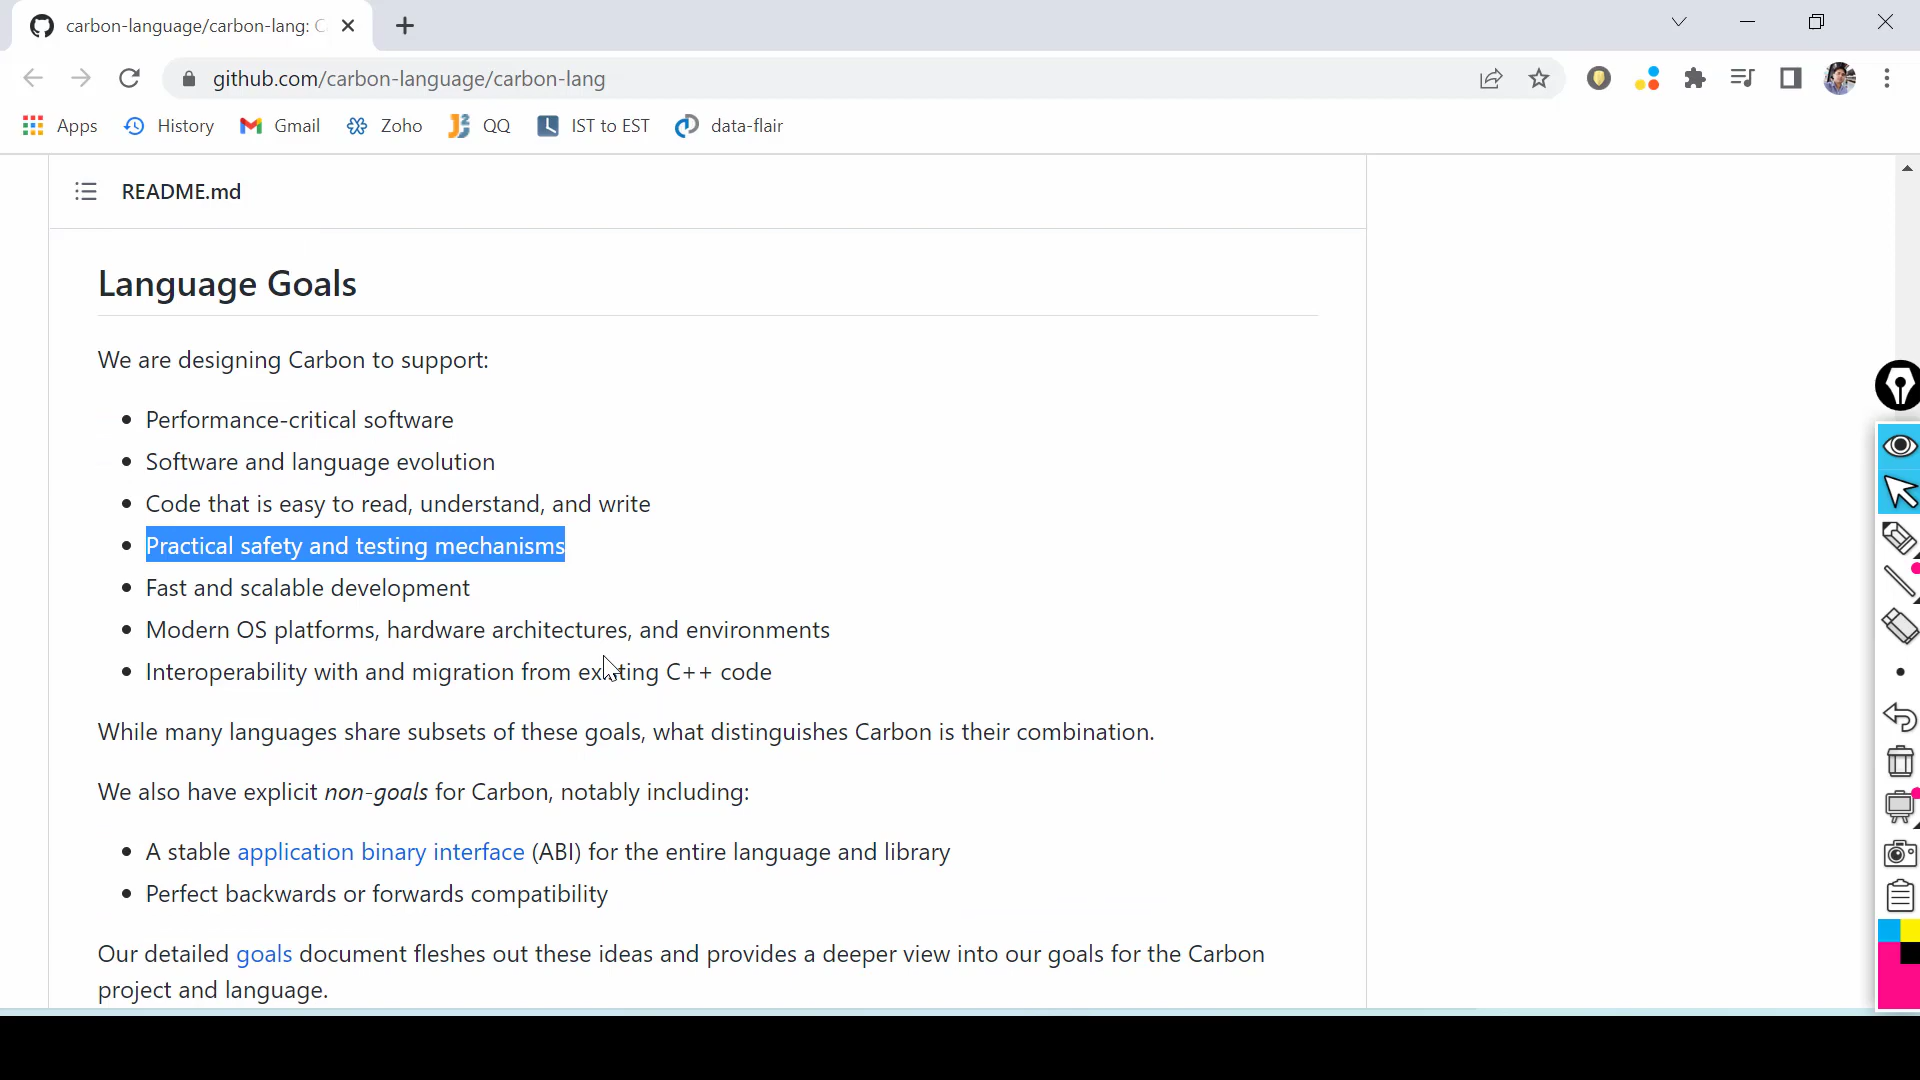 carbon-language/carbon-lang: C
github.com/carbon-language/carbon-lang
Apps History Gmail Zoho QQ IST to EST data-flair
README.md
Language Goals
We are designing Carbon to support:
Performance-critical software
Software and language evolution
Code that is easy to read, understand, and write
Practical safety and testing mechanisms
Fast and scalable development
Modern OS platforms, hardware architectures, and environments
Interoperability with and migration from existing C++ code
While many languages share subsets of these goals, what distinguishes Carbon is their combination.
We also have explicit non-goals for Carbon, notably including:
A stable application binary interface (ABI) for the entire language and library
Perfect backwards or forwards compatibility
Our detailed goals document fleshes out these ideas and provides a deeper view into our goals for the Carbon
project and language.